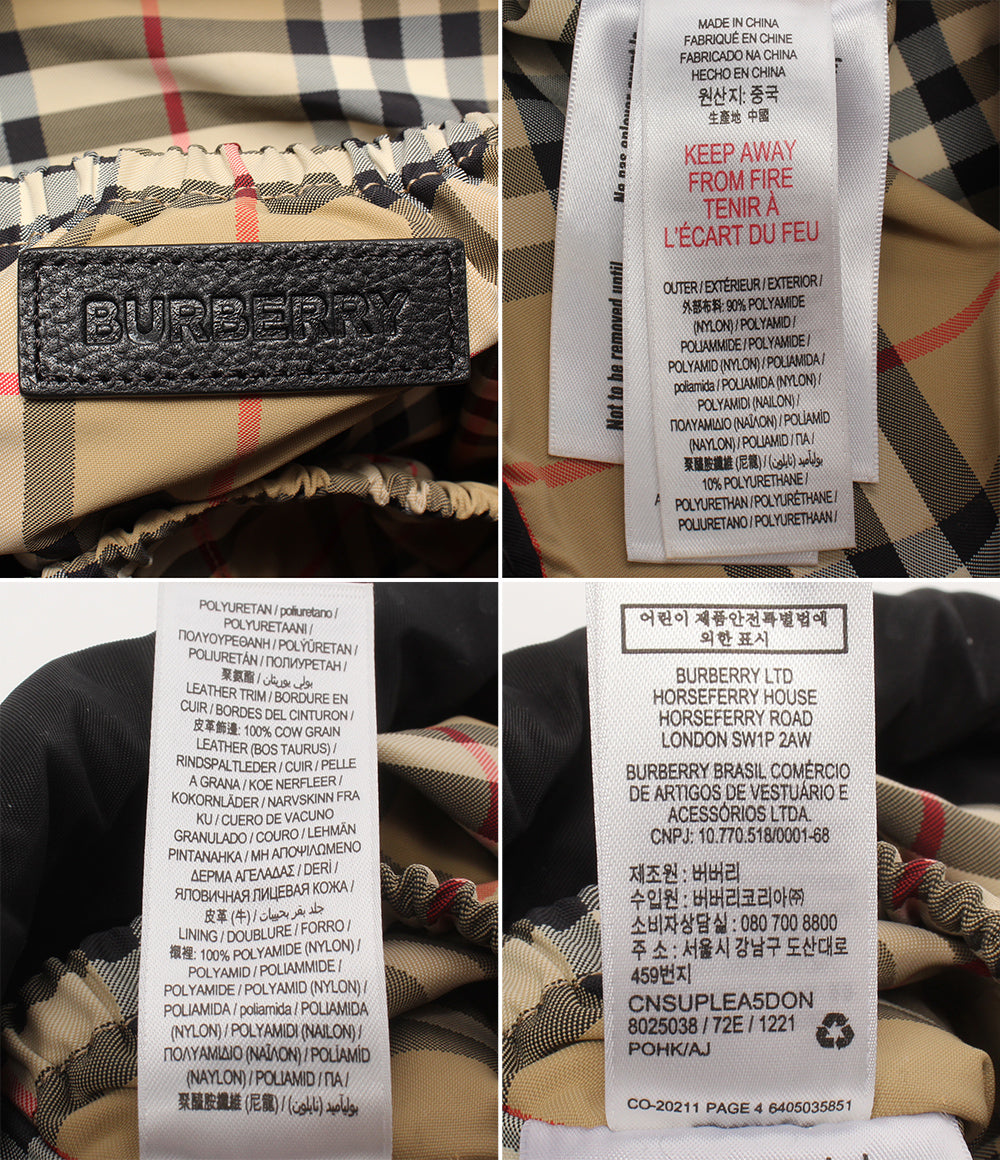 BURBERRY
MADE IN CHINA
FABRIQUÉ EN CHINE
FABRICADO NA CHINA
HECHO EN CHINA
원산지: 중국
生産地 中國
KEEP AWAY
FROM FIRE
TENIR À
L'ÉCART DU FEU
OUTER / EXTÉRIEUR / EXTERIOR /
外部布料: 90% POLYAMIDE
(NYLON) / POLYAMID /
POLIAMMIDE / POLYAMIDE /
POLYAMID (NYLON) / POLIAMIDA /
poliamida / POLIAMIDA (NYLON) /
POLYAMIDI (NAILON) /
ΠΟΛΥΑΜΙΔΙΟ (ΝΑΪΛΟΝ) / POLİAMİD
(NAYLON) / POLIAMID / ПА /
聚醯胺纖維 (尼龍) / بولياميد (نايلون) /
10% POLYURETHANE /
POLYURETHAN / POLYURÉTHANE /
POLIURETANO / POLYURETHAAN /
Not to be removed until
POLYURETAN / poliuretano /
POLYURETAANI /
ΠΟΛΥΟΥΡΕΘΑΝΗ / POLYÜRETAN /
POLIURETÁN / ПОЛИУРЕТАН /
聚氨酯 / بولي يوريثان /
LEATHER TRIM / BORDURE EN
CUIR / BORDES DEL CINTURON /
皮革飾邊: 100% COW GRAIN
LEATHER (BOS TAURUS) /
RINDSPALTLEDER / CUIR / PELLE
A GRANA / KOE NERFLEER /
KOKORNLÄDER / NARVSKINN FRA
KU / CUERO DE VACUNO
GRANULADO / COURO / LEHMÄN
PINTANAHKA / ΜΗ ΑΠΟΨΙΛΩΜΕΝΟ
ΔΕΡΜΑ ΑΓΕΛΑΔΑΣ / DERİ /
ЯЛОВИЧНАЯ ЛИЦЕВАЯ КОЖА /
皮革 (牛) / جلد بقر بحبيبات /
LINING / DOUBLURE / FORRO /
襯裡: 100% POLYAMIDE (NYLON) /
POLYAMID / POLIAMMIDE /
POLYAMIDE / POLYAMID (NYLON) /
POLIAMIDA / poliamida / POLIAMIDA
(NYLON) / POLYAMIDI (NAILON) /
ΠΟΛΥΑΜΙΔΙΟ (ΝΑΪΛΟΝ) / POLİAMİD
(NAYLON) / POLIAMID / ПА /
聚醯胺纖維 (尼龍) / بولياميد (نايلون) /
어린이 제품안전특별법에
의한 표시
BURBERRY LTD
HORSEFERRY HOUSE
HORSEFERRY ROAD
LONDON SW1P 2AW
BURBERRY BRASIL COMÉRCIO
DE ARTIGOS DE VESTUÁRIO E
ACESSÓRIOS LTDA.
CNPJ: 10.770.518/0001-68
제조원 : 버버리
수입원 : 버버리코리아㈜
소비자상담실 : 080 700 8800
주 소 : 서울시 강남구 도산대로
459번지
CNSUPLEA5DON
8025038 / 72E / 1221
POHK/AJ
CO-20211 PAGE 4 6405035851